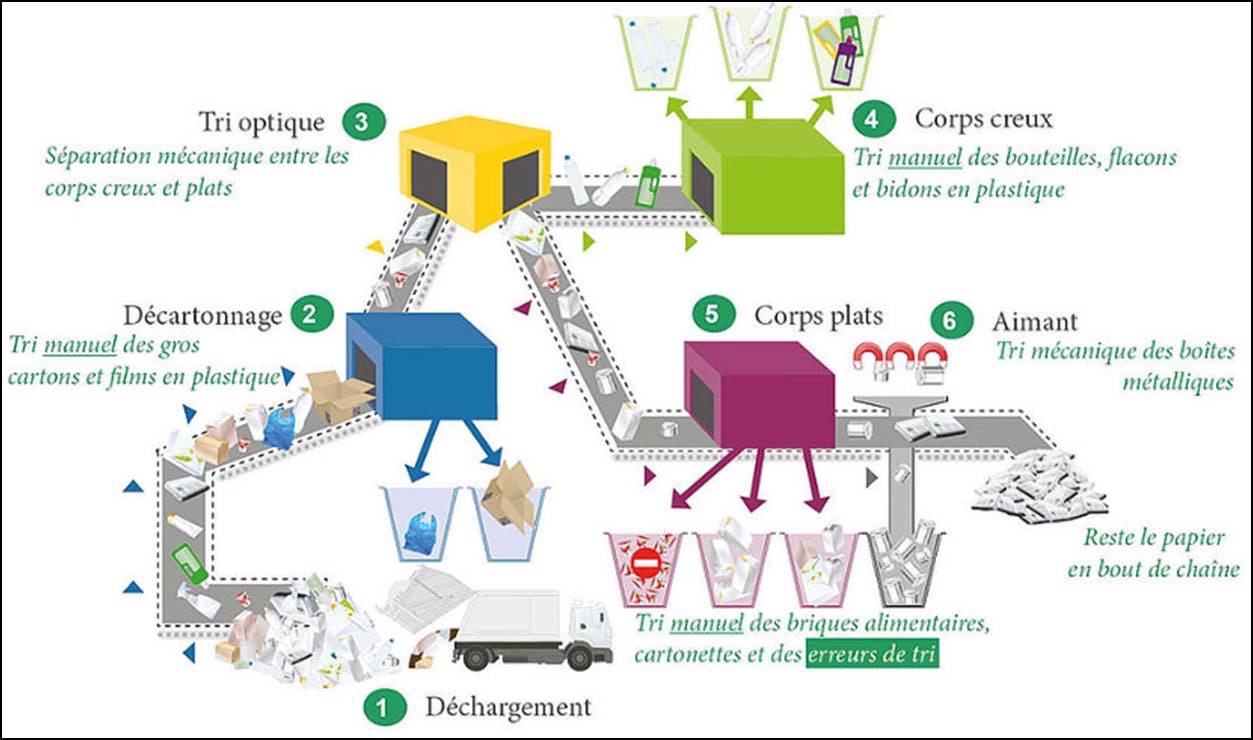 Tri optique 3
Séparation mécanique entre les
corps creux et plats
4 Corps creux
Tri manuel des bouteilles, flacons
et bidons en plastique
Décartonnage 2
Tri manuel des gros
cartons et films en plastique
5 Corps plats
6 Aimant
Tri mécanique des boîtes
métalliques
Reste le papier
en bout de chaîne
Tri manuel des briques alimentaires,
cartonettes et des erreurs de tri
1 Déchargement